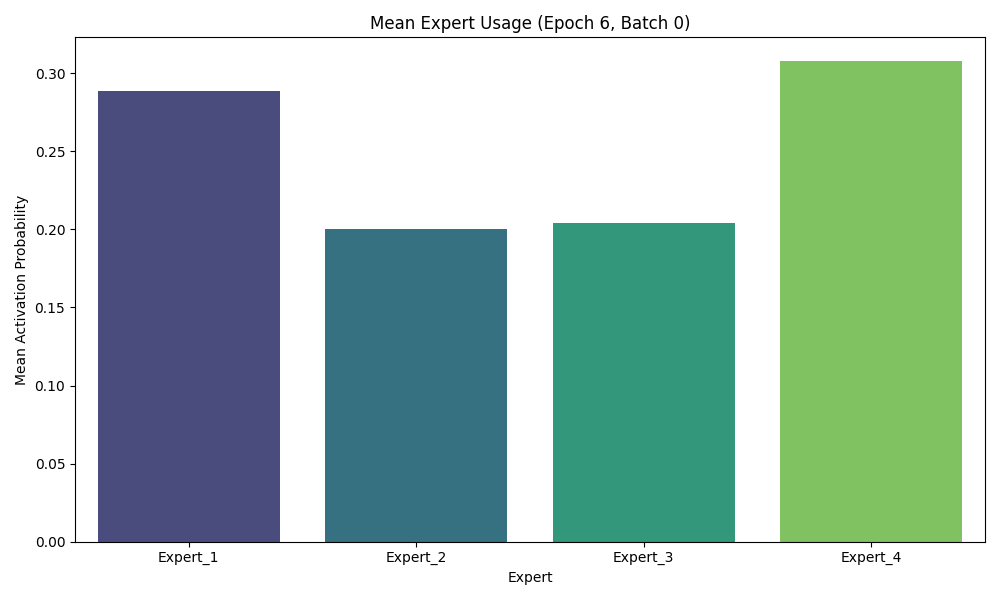 Mean Expert Usage (Epoch 6, Batch 0)
Mean Activation Probability
0.30
0.25
0.20
0.15
0.10
0.05
0.00
Expert_1 Expert_2 Expert_3 Expert_4
Expert